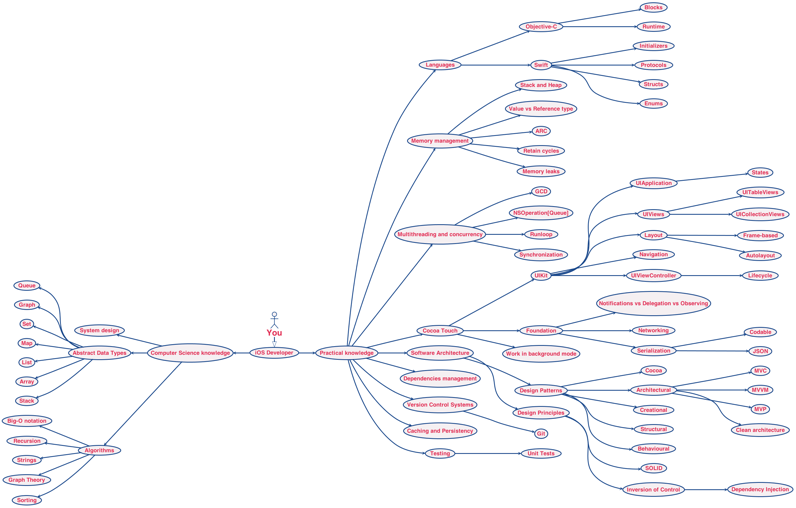 Blocks
Objective-C
Runtime
Initializers
Languages
Swift
Protocols
Structs
Enums
Stack and Heap
Value vs Reference type
ARC
Memory management
Retain cycles
Memory leaks
GCD
NSOperation[Queue]
Multithreading and concurrency
Runloop
Synchronization
UIApplication
States
UITableViews
UIViews
UICollectionViews
Layout
Frame-based
Autolayout
Navigation
UIKit
UIViewController
Lifecycle
Notifications vs Delegation vs Observing
Cocoa Touch
Foundation
Networking
Codable
Serialization
JSON
Work in background mode
You
iOS Developer
Practical knowledge
Software Architecture
Dependencies management
Cocoa
MVC
Design Patterns
Architectural
MVVM
MVP
Clean architecture
Creational
Structural
Behavioural
Version Control Systems
Design Principles
Git
SOLID
Caching and Persistency
Testing
Unit Tests
Inversion of Control
Dependency Injection
Computer Science knowledge
System design
Abstract Data Types
Queue
Graph
Set
Map
List
Array
Stack
Algorithms
Big-O notation
Recursion
Strings
Graph Theory
Sorting